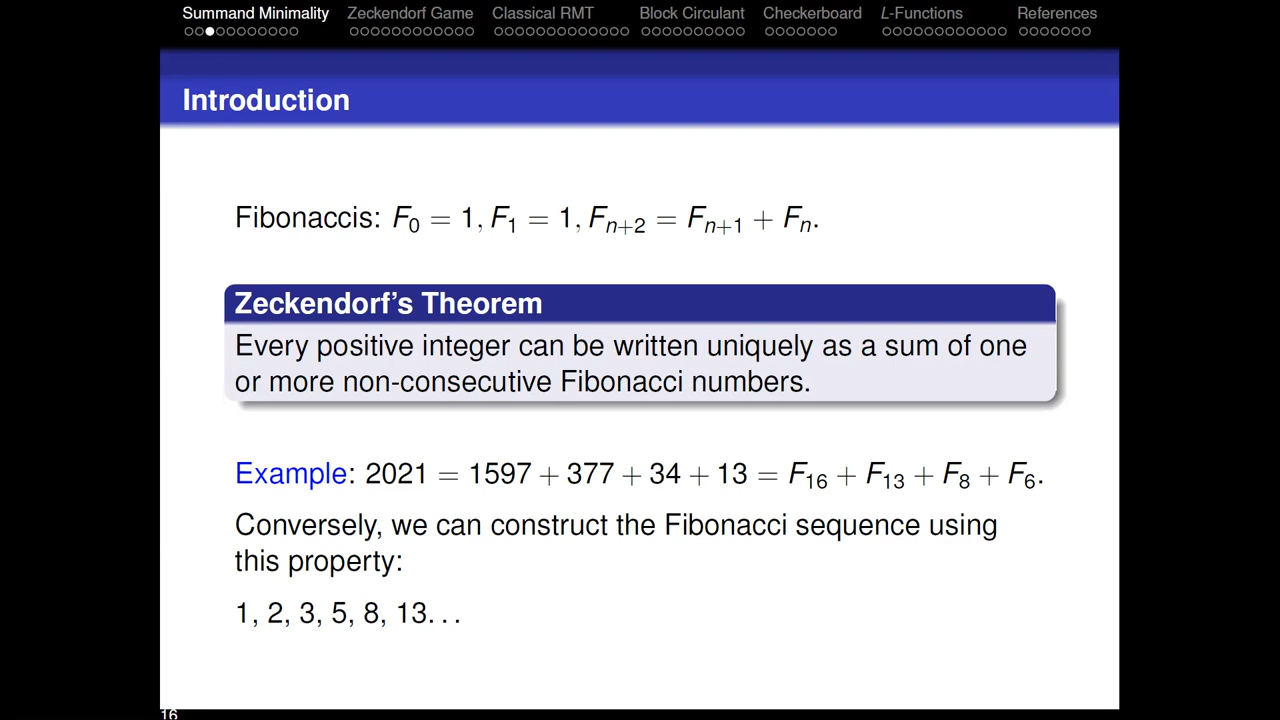 Summand Minimality Zeckendorf Game Classical RMT Block Circulant Checkerboard L-Functions References
Introduction
Fibonaccis: F₀ = 1, F₁ = 1, Fₙ₊₂ = Fₙ₊₁ + Fₙ.
Zeckendorf's Theorem
Every positive integer can be written uniquely as a sum of one
or more non-consecutive Fibonacci numbers.
Example: 2021 = 1597 + 377 + 34 + 13 = F₁₆ + F₁₃ + F₈ + F₆.
Conversely, we can construct the Fibonacci sequence using
this property:
1, 2, 3, 5, 8, 13...
16